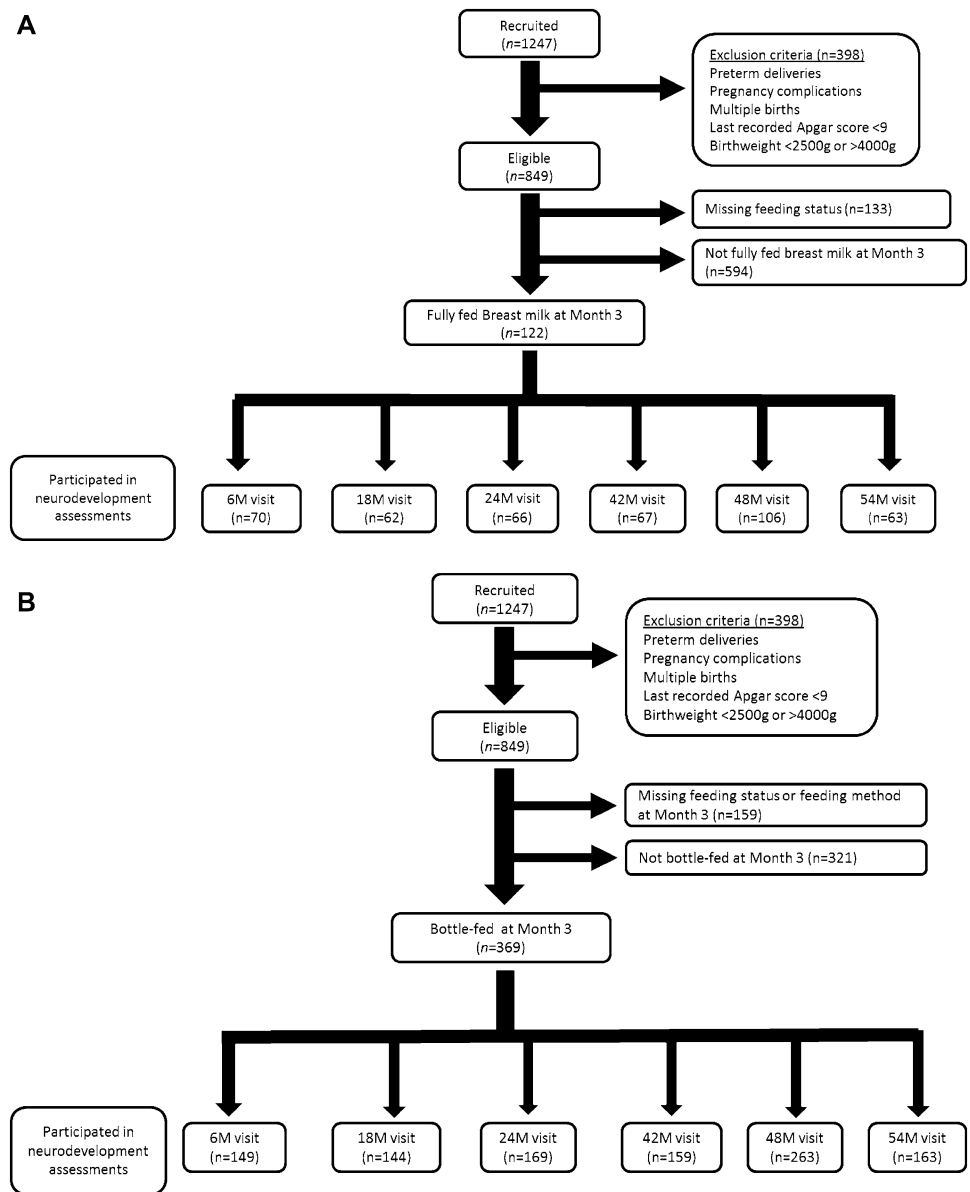 A
Recruited
(n=1247)
Exclusion criteria (n=398)
Preterm deliveries
Pregnancy complications
Multiple births
Last recorded Apgar score <9
Birthweight <2500g or >4000g
Eligible
(n=849)
Missing feeding status (n=133)
Not fully fed breast milk at Month 3
(n=594)
Fully fed Breast milk at Month 3
(n=122)
Participated in
neurodevelopment
assessments
6M visit
(n=70)
18M visit
(n=62)
24M visit
(n=66)
42M visit
(n=67)
48M visit
(n=106)
54M visit
(n=63)
B
Recruited
(n=1247)
Exclusion criteria (n=398)
Preterm deliveries
Pregnancy complications
Multiple births
Last recorded Apgar score <9
Birthweight <2500g or >4000g
Eligible
(n=849)
Missing feeding status or feeding method
at Month 3 (n=159)
Not bottle-fed at Month 3 (n=321)
Bottle-fed at Month 3
(n=369)
Participated in
neurodevelopment
assessments
6M visit
(n=149)
18M visit
(n=144)
24M visit
(n=169)
42M visit
(n=159)
48M visit
(n=263)
54M visit
(n=163)